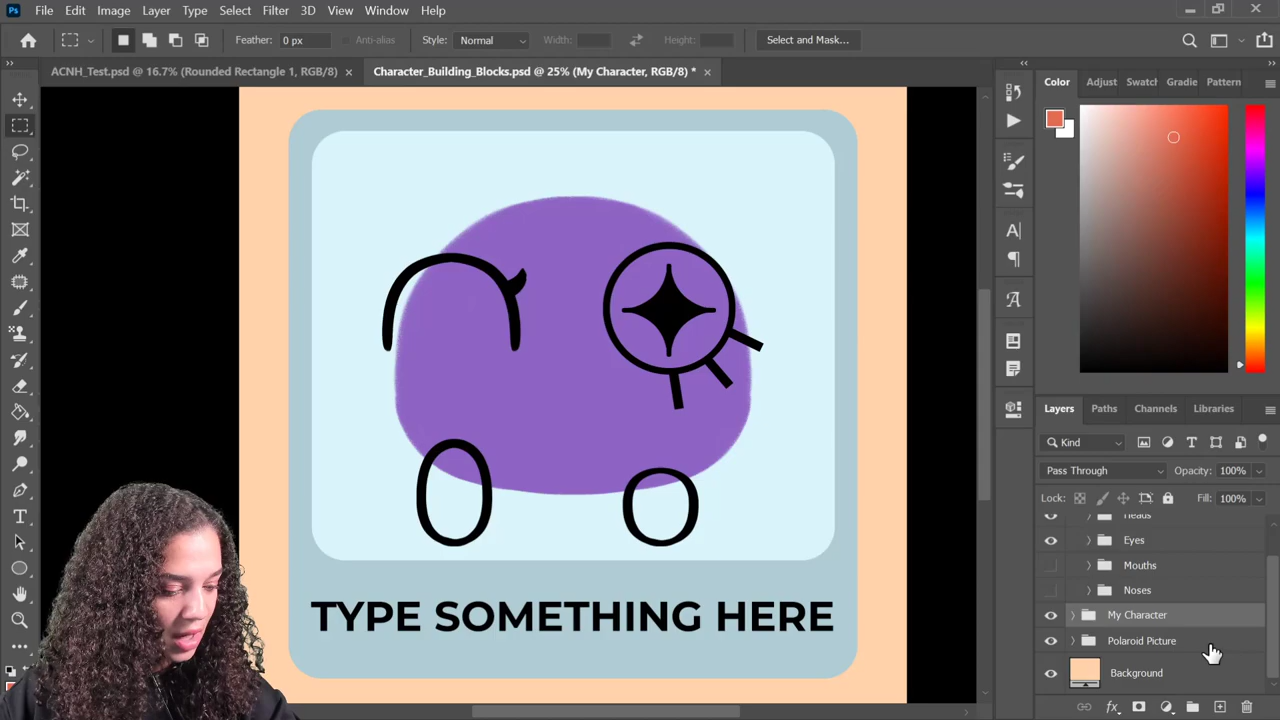 Ps File Edit Image Layer Type Select Filter 3D View Window Help
Feather: 0 px Anti-alias Style: Normal Width: Height: Select and Mask...
ACNH_Test.psd @ 16.7% (Rounded Rectangle 1, RGB/8) × Character_Building_Blocks.psd @ 25% (My Character, RGB/8) * ×
Color Adjust Swatch Gradie Pattern
TYPE SOMETHING HERE
Layers Paths Channels Libraries
Kind
Pass Through Opacity: 100%
Lock: Fill: 100%
Heads
Eyes
Mouths
Noses
My Character
Polaroid Picture
Background
fx